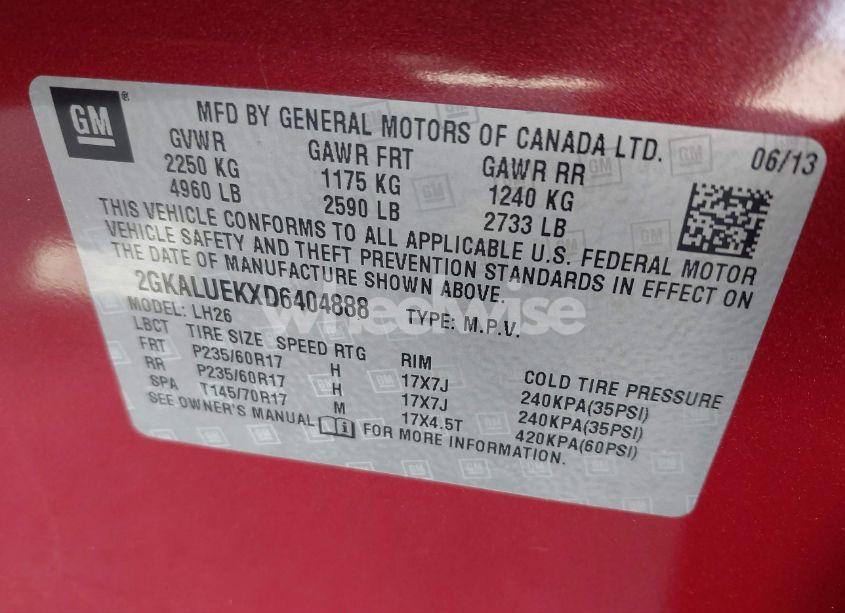 GM ® MFD BY GENERAL MOTORS OF CANADA LTD. 06/13
GVWR GAWR FRT GAWR RR
2250 KG 1175 KG 1240 KG
4960 LB 2590 LB 2733 LB
THIS VEHICLE CONFORMS TO ALL APPLICABLE U.S. FEDERAL MOTOR
VEHICLE SAFETY AND THEFT PREVENTION STANDARDS IN EFFECT ON
THE DATE OF MANUFACTURE SHOWN ABOVE.
2GKALUEKXD6404888 TYPE: M.P.V.
MODEL: LH26
wheelwise
LBCT TIRE SIZE SPEED RTG RIM COLD TIRE PRESSURE
FRT P235/60R17 H 17X7J 240KPA(35PSI)
RR P235/60R17 H 17X7J 240KPA(35PSI)
SPA T145/70R17 M 17X4.5T 420KPA(60PSI)
SEE OWNER'S MANUAL i FOR MORE INFORMATION.